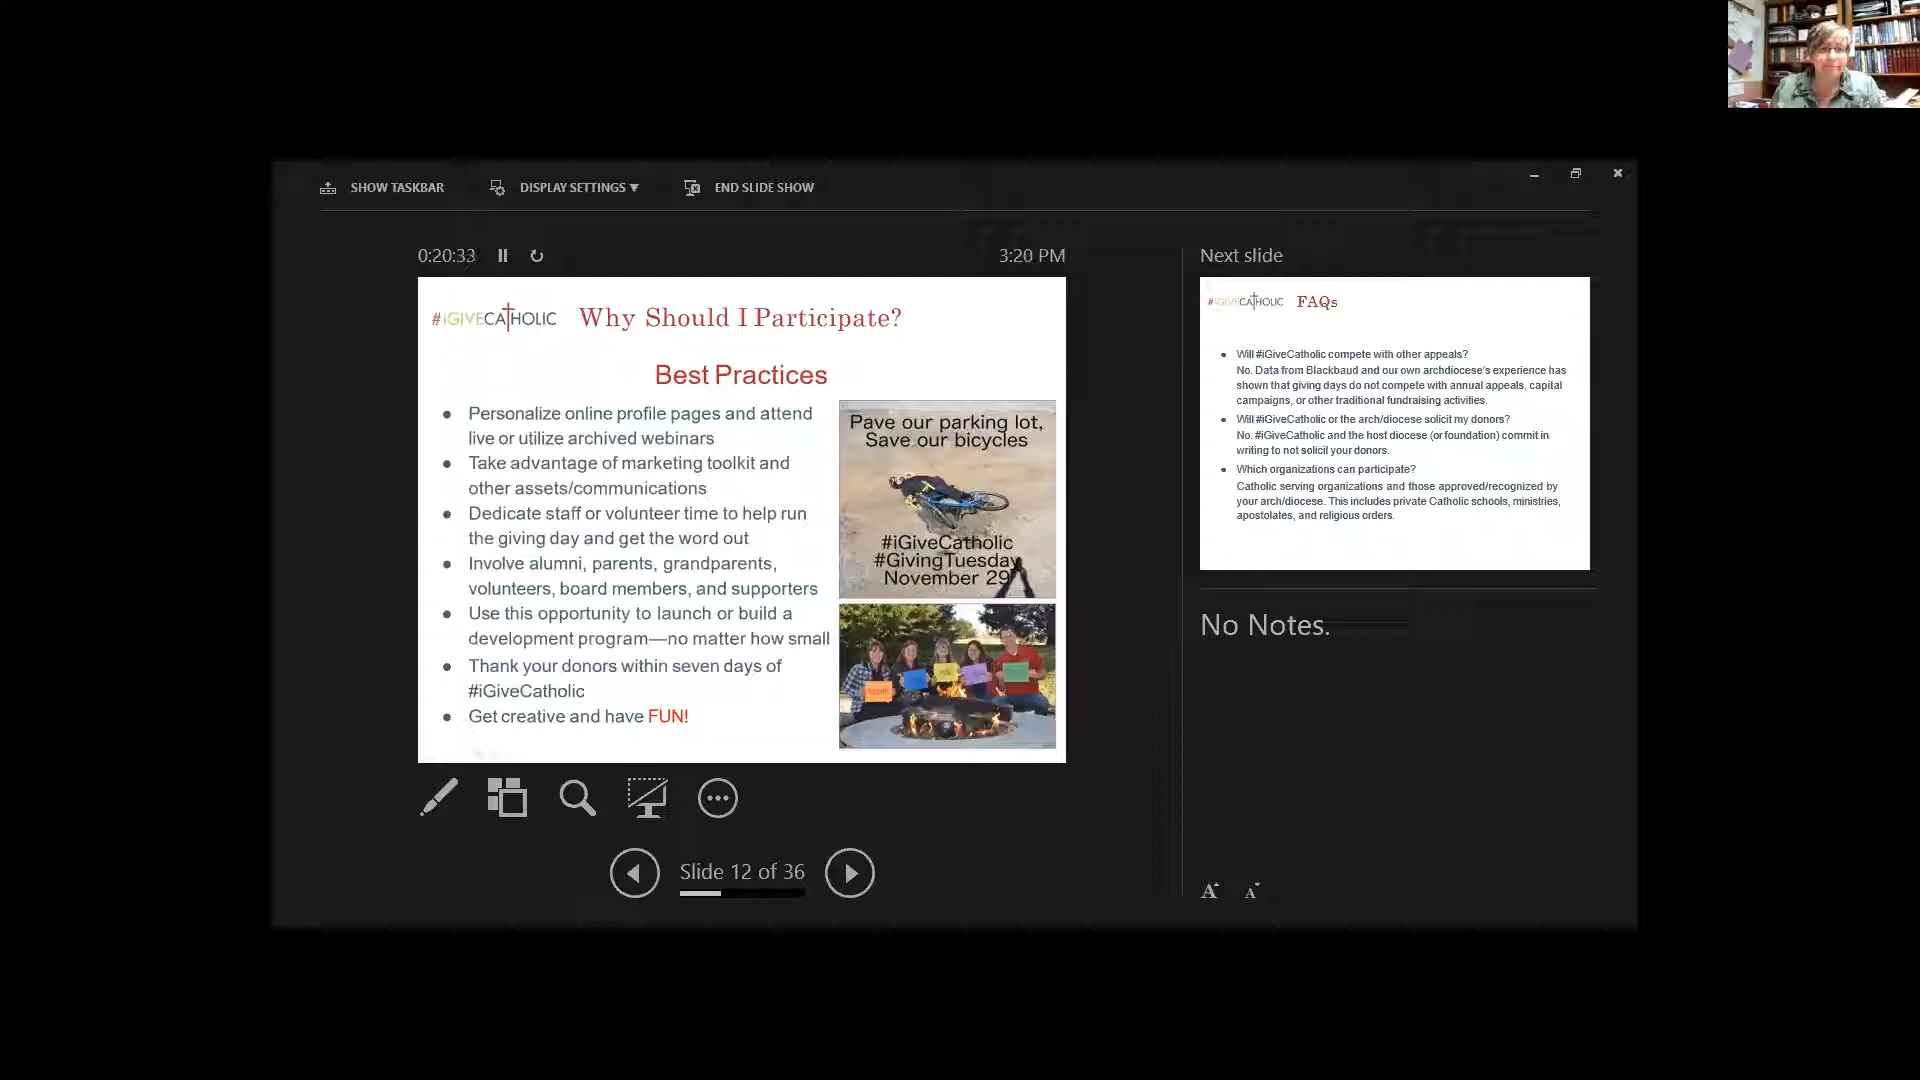 SHOW TASKBAR
DISPLAY SETTINGS ▼
END SLIDE SHOW
0:20:33
3:20 PM
#iGIVECATHOLIC Why Should I Participate?
Best Practices
● Personalize online profile pages and attend
live or utilize archived webinars
● Take advantage of marketing toolkit and
other assets/communications
● Dedicate staff or volunteer time to help run
the giving day and get the word out
● Involve alumni, parents, grandparents,
volunteers, board members, and supporters
● Use this opportunity to launch or build a
development program—no matter how small
● Thank your donors within seven days of
#iGiveCatholic
● Get creative and have FUN!
Pave our parking lot,
Save our bicycles
#iGiveCatholic
#GivingTuesday
November 29
Slide 12 of 36
Next slide
#iGIVECATHOLIC FAQs
• Will #iGiveCatholic compete with other appeals?
No. Data from Blackbaud and our own archdiocese's experience has
shown that giving days do not compete with annual appeals, capital
campaigns, or other traditional fundraising activities.
• Will #iGiveCatholic or the arch/diocese solicit my donors?
No. #iGiveCatholic and the host diocese (or foundation) commit in
writing to not solicit your donors.
• Which organizations can participate?
Catholic serving organizations and those approved/recognized by
your arch/diocese. This includes private Catholic schools, ministries,
apostolates, and religious orders.
No Notes.
A A